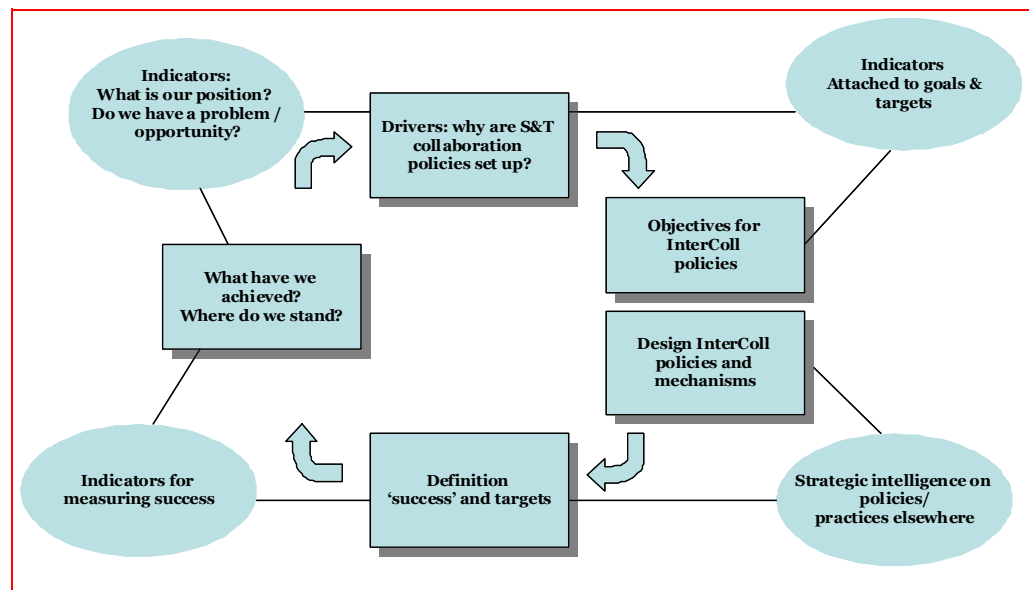 Indicators:
What is our position?
Do we have a problem /
opportunity?
Drivers: why are S&T
collaboration
policies set up?
Indicators
Attached to goals &
targets
Objectives for
InterColl
policies
What have we
achieved?
Where do we stand?
Design InterColl
policies and
mechanisms
Indicators for
measuring success
Definition
‘success’ and targets
Strategic intelligence on
policies/
practices elsewhere